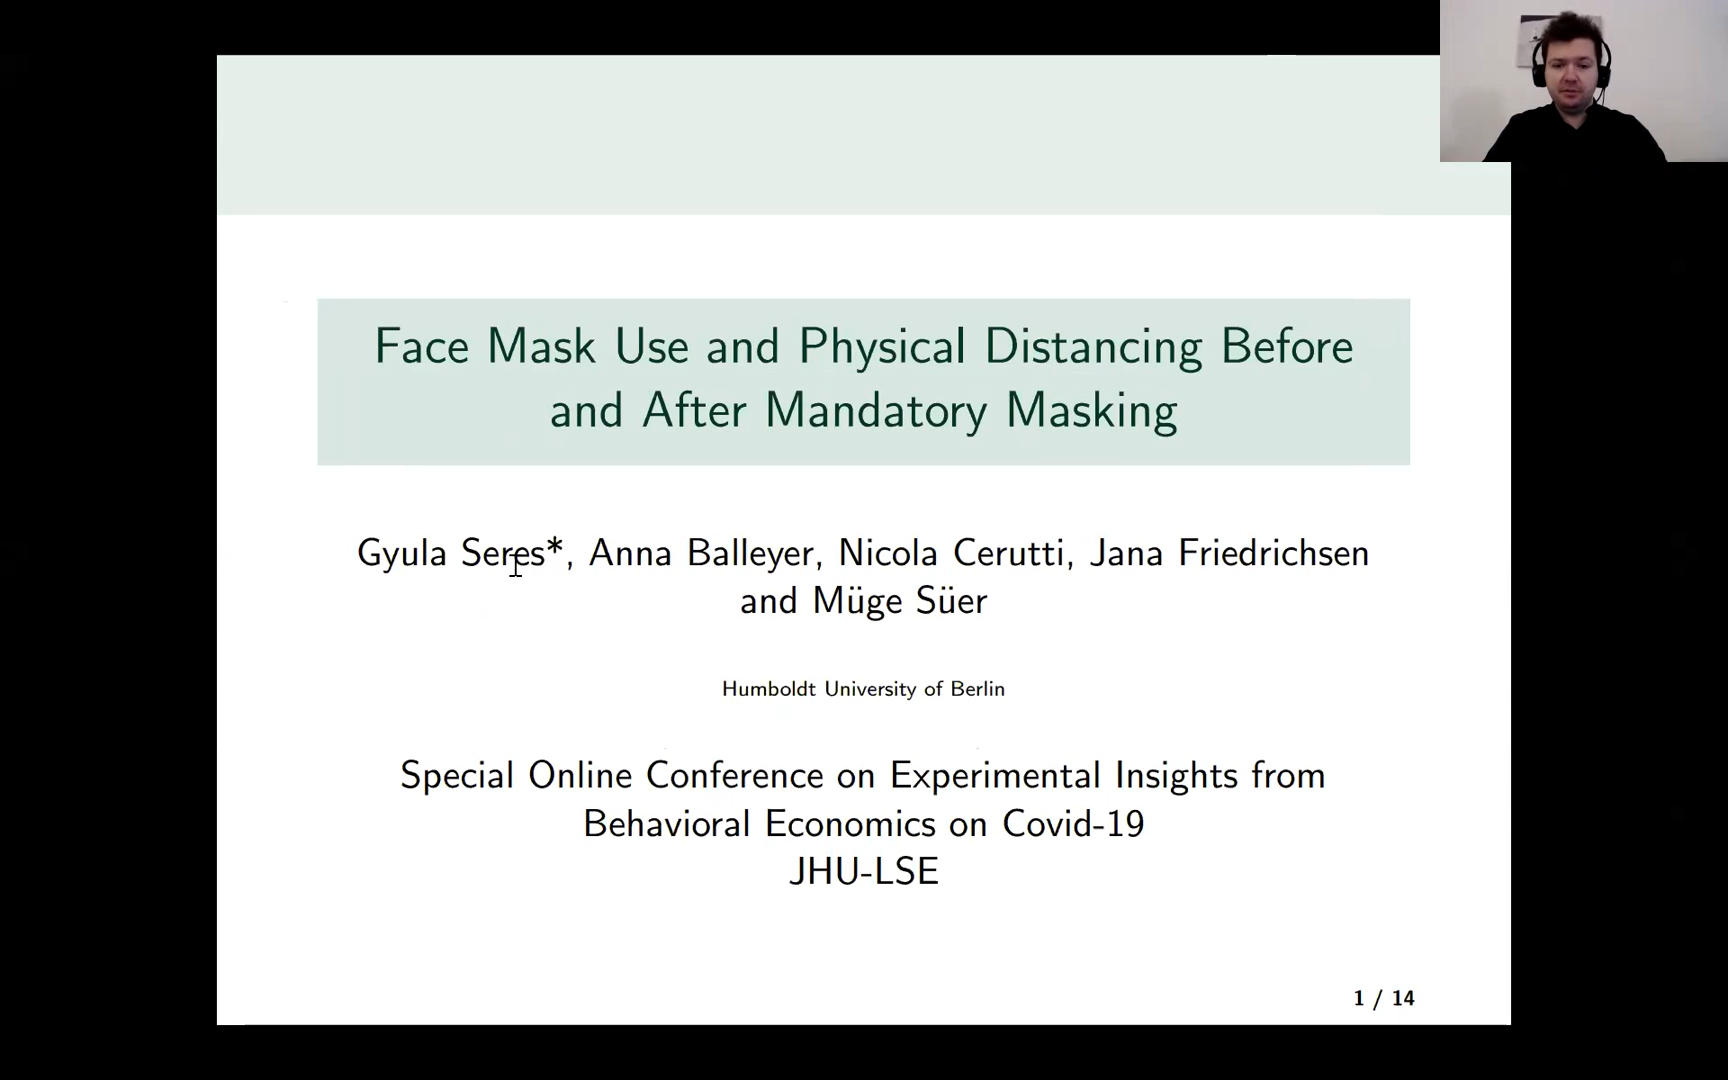 Face Mask Use and Physical Distancing Before
and After Mandatory Masking
Gyula Seres*, Anna Balleyer, Nicola Cerutti, Jana Friedrichsen
and Müge Süer
Humboldt University of Berlin
Special Online Conference on Experimental Insights from
Behavioral Economics on Covid-19
JHU-LSE
1 / 14